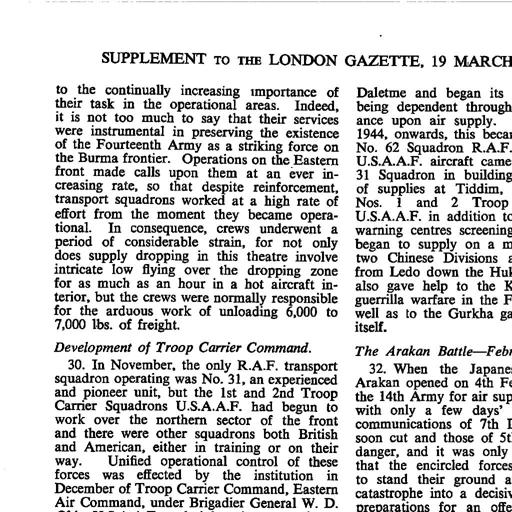 SUPPLEMENT TO THE LONDON GAZETTE, 19 MARCH
to the continually increasing importance of
their task in the operational areas. Indeed,
it is not too much to say that their services
were instrumental in preserving the existence
of the Fourteenth Army as a striking force on
the Burma frontier. Operations on the Eastern
front made calls upon them at an ever in-
creasing rate, so that despite reinforcement,
transport squadrons worked at a high rate of
effort from the moment they became opera-
tional. In consequence, crews underwent a
period of considerable strain, for not only
does supply dropping in this theatre involve
intricate low flying over the dropping zone
for as much as an hour in a hot aircraft in-
terior, but the crews were normally responsible
for the arduous work of unloading 6,000 to
7,000 lbs. of freight.
Development of Troop Carrier Command.
30. In November, the only R.A.F. transport
squadron operating was No. 31, an experienced
and pioneer unit, but the 1st and 2nd Troop
Carrier Squadrons U.S.A.A.F. had begun to
work over the northern sector of the front
and there were other squadrons both British
and American, either in training or on their
way. Unified operational control of these
forces was effected by the institution in
December of Troop Carrier Command, Eastern
Air Command, under Brigadier General W. D.
Daletme and began its
being dependent through
ance upon air supply.
1944, onwards, this beca
No. 62 Squadron R.A.F.
U.S.A.A.F. aircraft came
31 Squadron in building
of supplies at Tiddim,
Nos. 1 and 2 Troop
U.S.A.A.F. in addition to
warning centres screening
began to supply on a m
two Chinese Divisions a
from Ledo down the Huk
also gave help to the K
guerrilla warfare in the F
well as to the Gurkha ga
itself.
The Arakan Battle—Febr
32. When the Japanes
Arakan opened on 4th Fe
the 14th Army for air sup
with only a few days'
communications of 7th I
soon cut and those of 5th
danger, and it was only
that the encircled forces
to stand their ground a
catastrophe into a decisiv
preparations for an offe